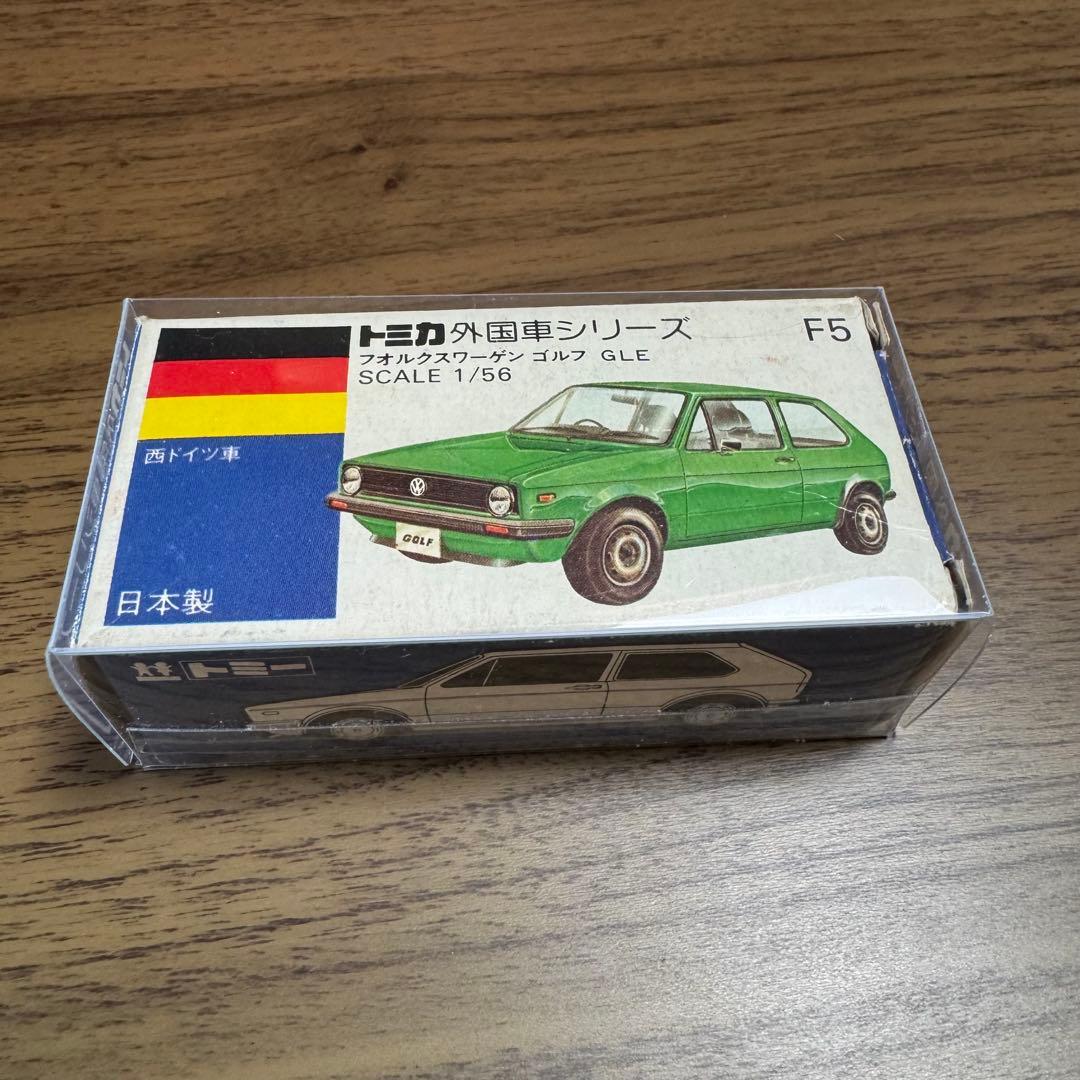 トミカ外国車シリーズ F5
フォルクスワーゲン ゴルフ GLE
SCALE 1/56
西ドイツ車
GOLF
日本製
トミー